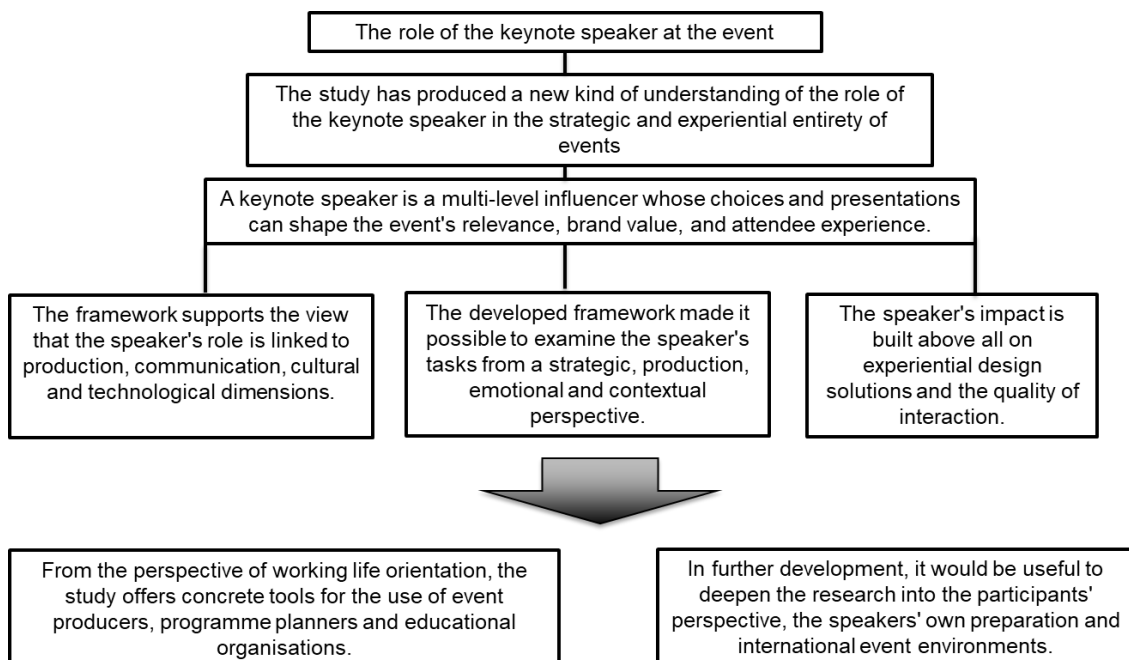 The role of the keynote speaker at the event
The study has produced a new kind of understanding of the role of
the keynote speaker in the strategic and experiential entirety of
events
A keynote speaker is a multi-level influencer whose choices and presentations
can shape the event's relevance, brand value, and attendee experience.
The framework supports the view
that the speaker's role is linked to
production, communication, cultural
and technological dimensions.
The developed framework made it
possible to examine the speaker's
tasks from a strategic, production,
emotional and contextual
perspective.
The speaker's impact is
built above all on
experiential design
solutions and the quality of
interaction.
From the perspective of working life orientation, the
study offers concrete tools for the use of event
producers, programme planners and educational
organisations.
In further development, it would be useful to
deepen the research into the participants'
perspective, the speakers' own preparation and
international event environments.